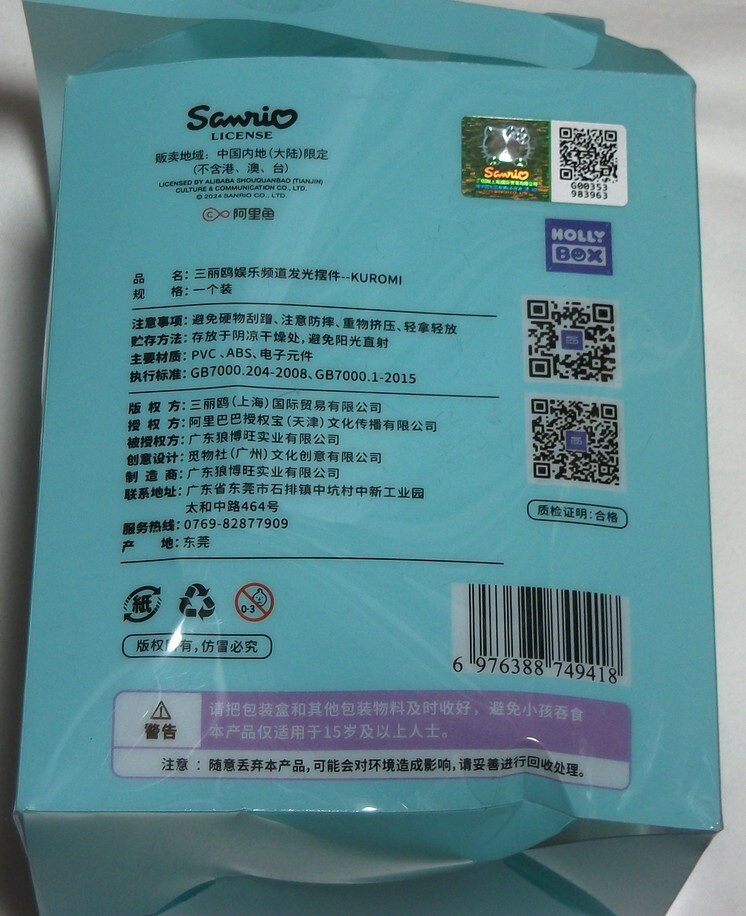 Sanrio
LICENSE
贩卖地域：中国内地(大陆)限定
(不含港、澳、台)
LICENSED BY ALIBABA SHOUQUANBAO (TIANJIN)
CULTURE & COMMUNICATION CO., LTD.
© 2024 SANRIO CO., LTD.
阿里鱼
Sanrio
G00353
983963
HOLLY
BOX
品 名：三丽鸥娱乐频道发光摆件--KUROMI
规 格：一个装
注意事项：避免硬物刮蹭、注意防摔、重物挤压、轻拿轻放
贮存方法：存放于阴凉干燥处，避免阳光直射
主要材质：PVC、ABS、电子元件
执行标准：GB7000.204-2008、GB7000.1-2015
版 权 方：三丽鸥(上海)国际贸易有限公司
授 权 方：阿里巴巴授权宝(天津)文化传播有限公司
被授权方：广东狼博旺实业有限公司
创意设计：觅物社(广州)文化创意有限公司
制 造 商：广东狼博旺实业有限公司
联系地址：广东省东莞市石排镇中坑村中新工业园
太和中路464号
服务热线：0769-82877909
产 地：东莞
质检证明：合格
紙
0-3
版权所有，仿冒必究
6 976388 749418
警告
请把包装盒和其他包装物料及时收好，避免小孩吞食
本产品仅适用于15岁及以上人士。
注意：随意丢弃本产品，可能会对环境造成影响，请妥善进行回收处理。